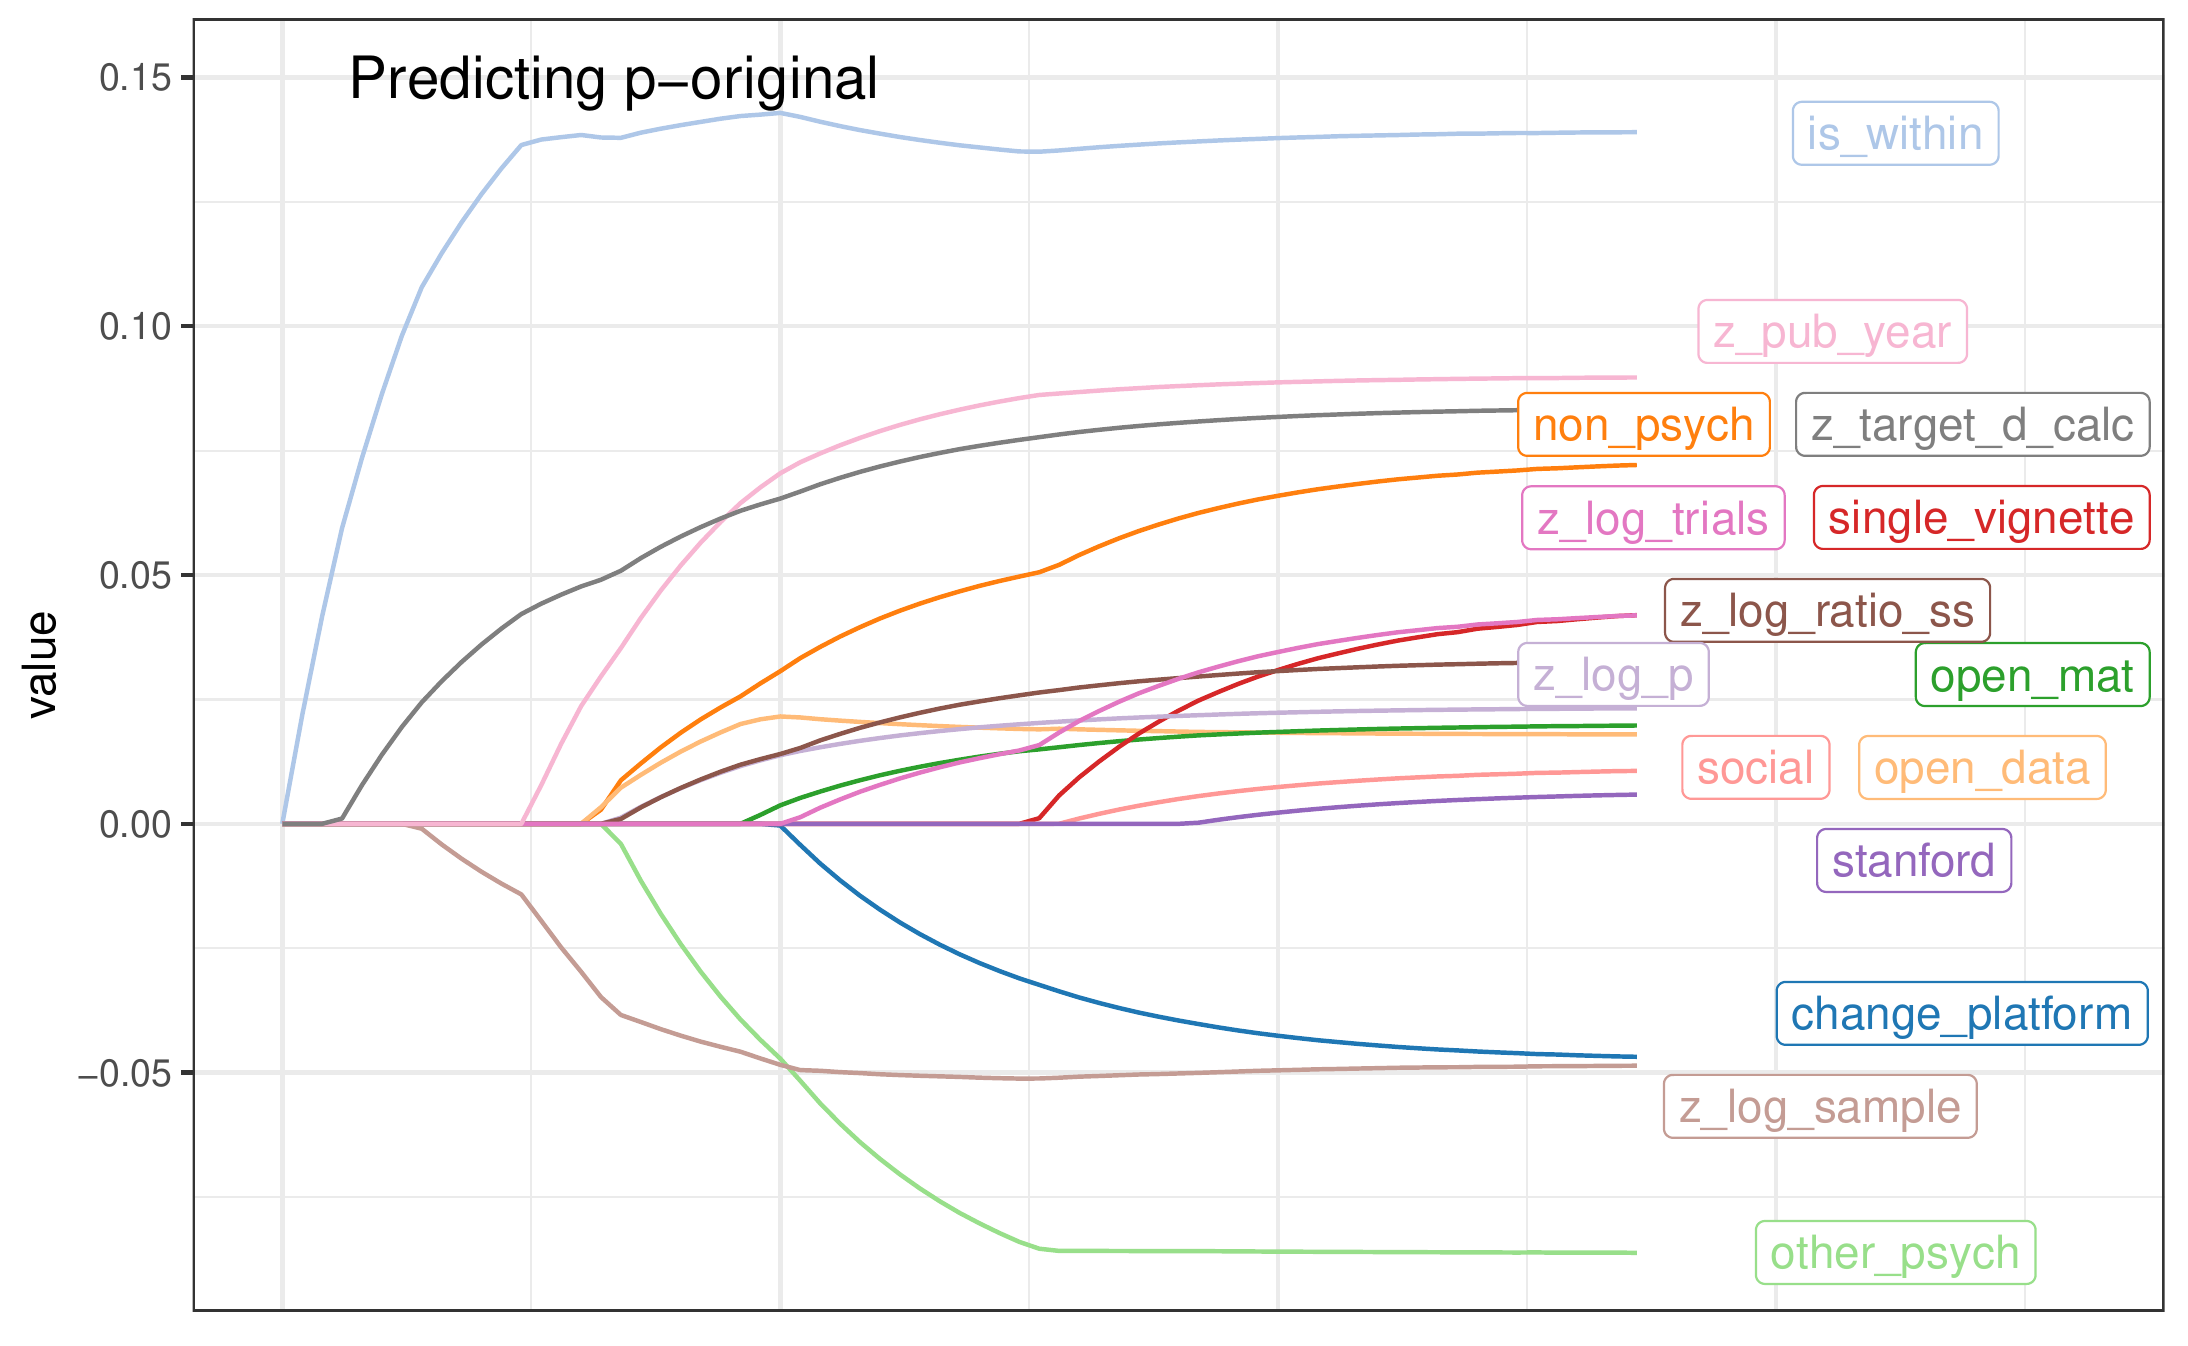 Predicting p−original
value
0.15
0.10
0.05
0.00
−0.05
is_within
z_pub_year
non_psych
z_target_d_calc
z_log_trials
single_vignette
z_log_ratio_ss
z_log_p
open_mat
social
open_data
stanford
change_platform
z_log_sample
other_psych